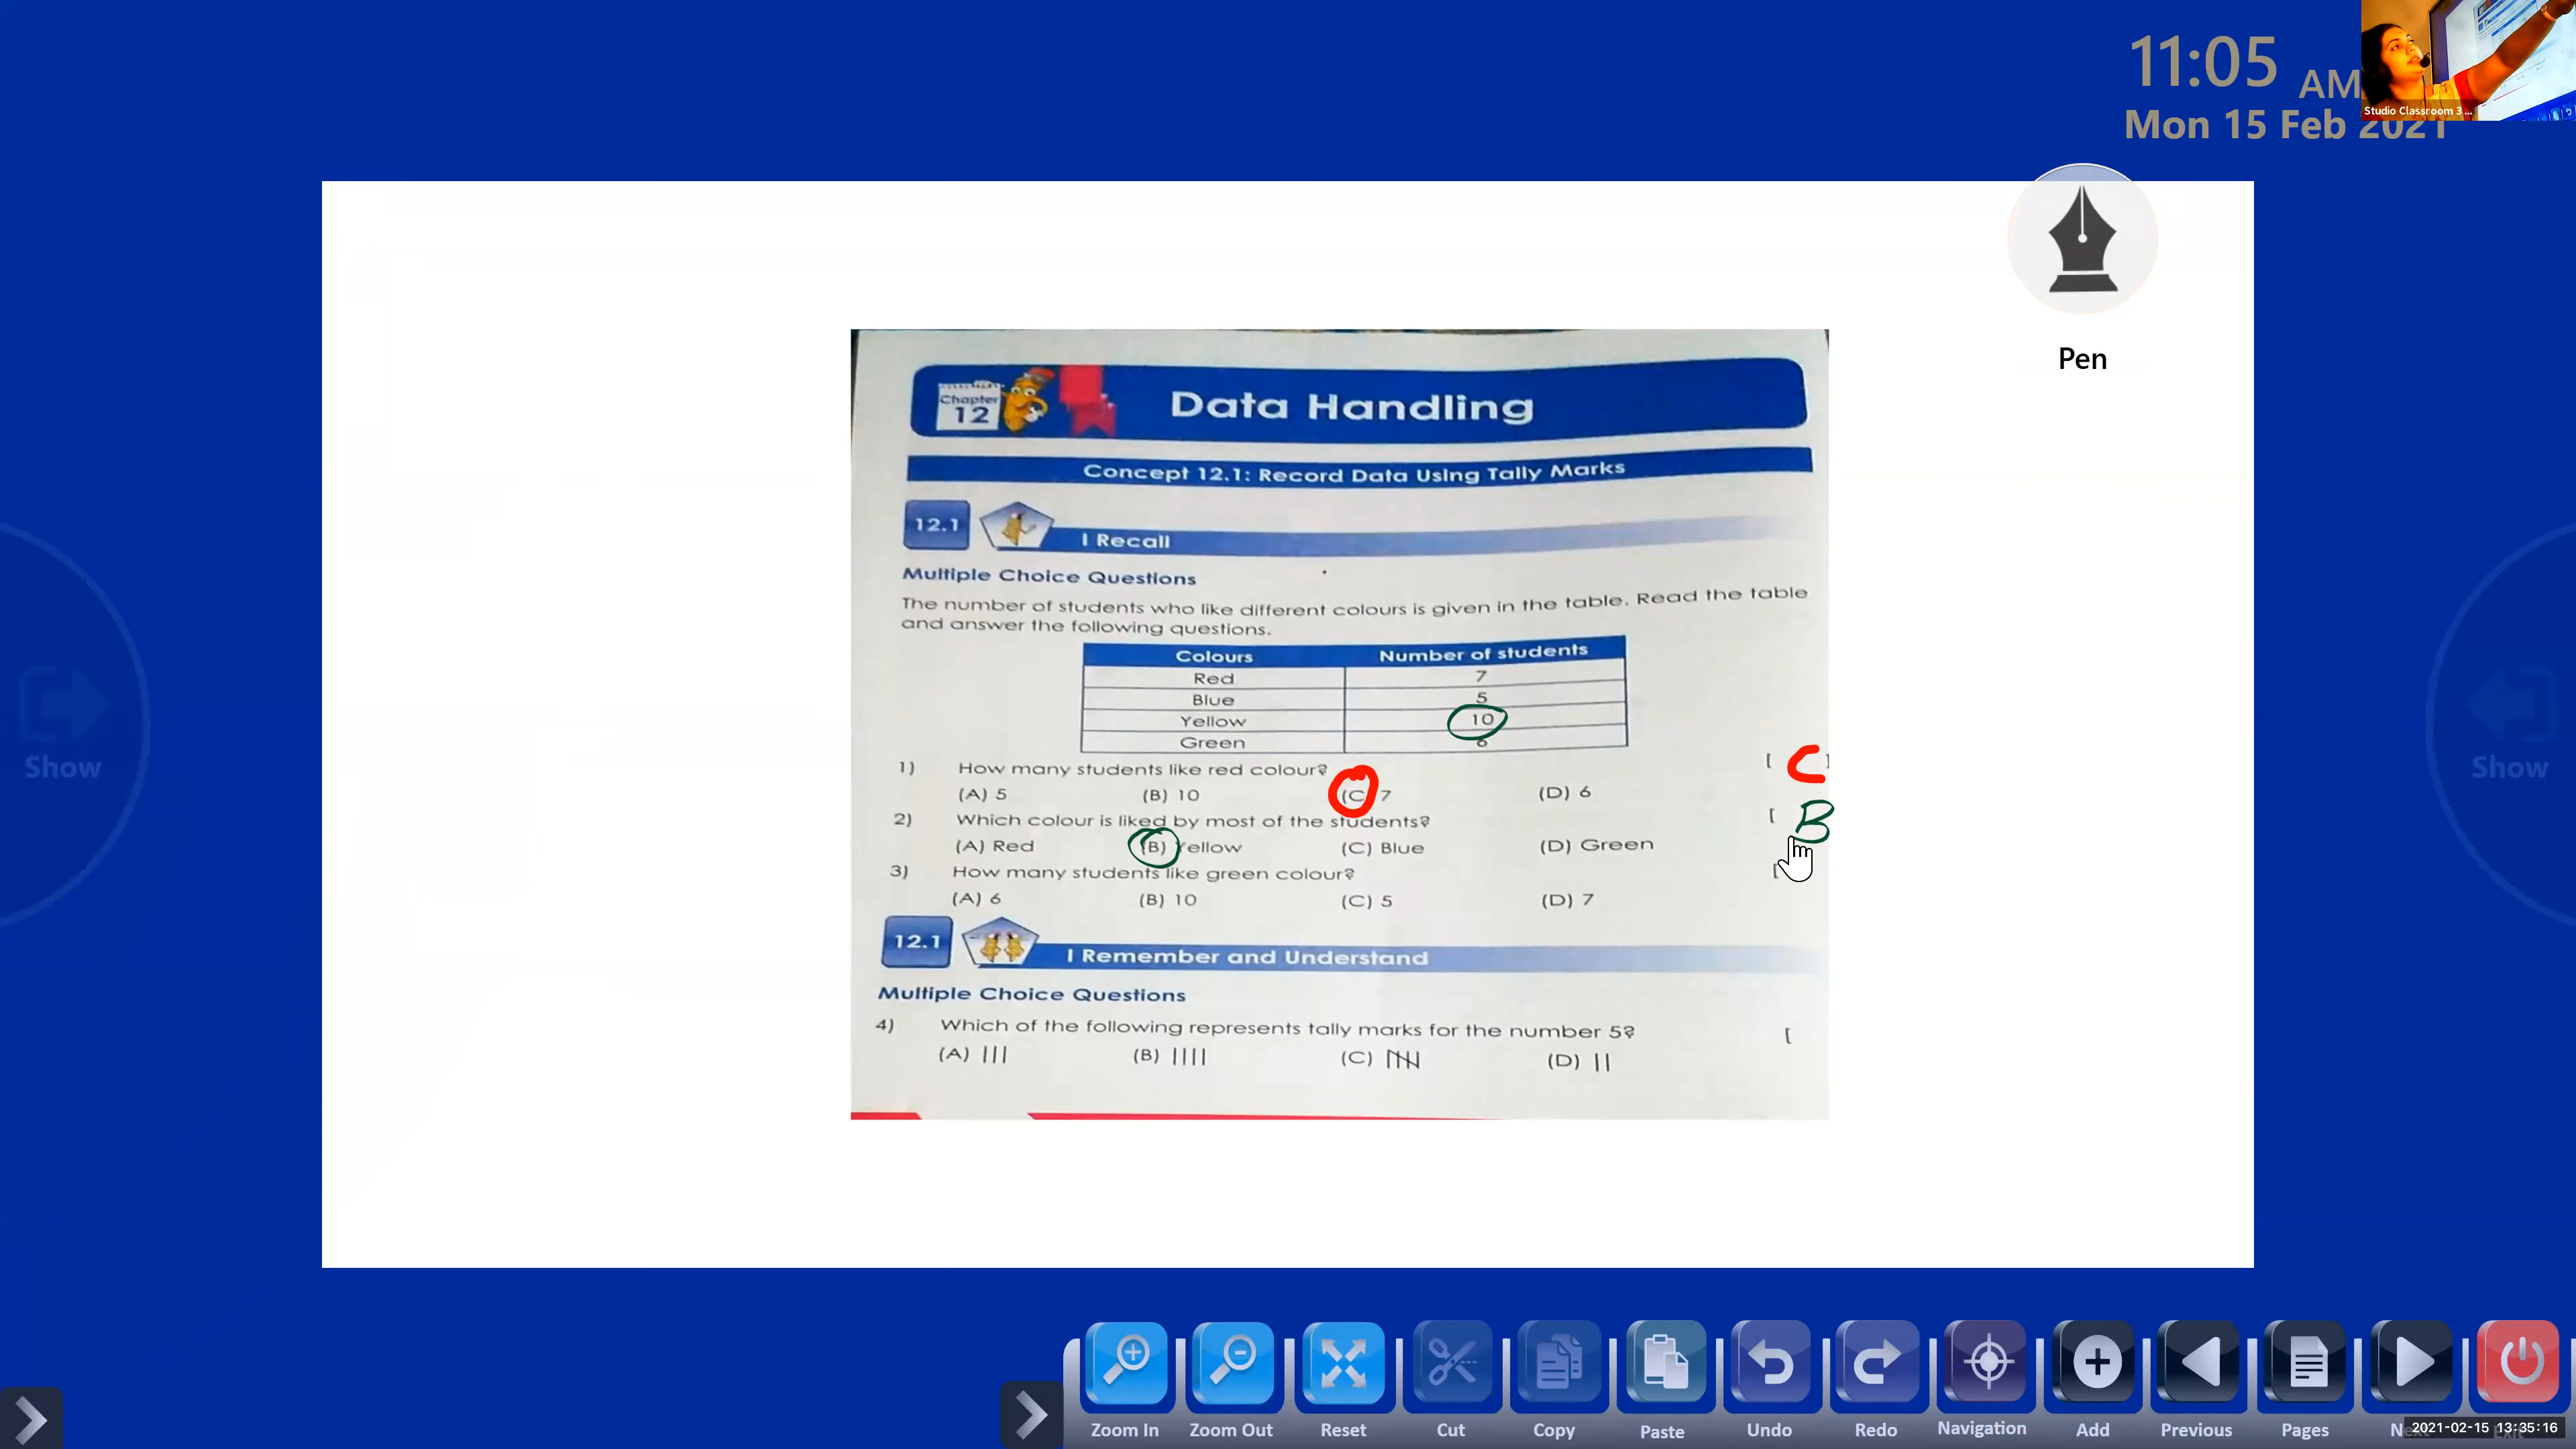 11:05 AM
Mon 15 Feb 2021
Studio Classroom 3 ...
Pen
Chapter
12
Data Handling
Concept 12.1: Record Data Using Tally Marks
12.1
I Recall
Multiple Choice Questions
The number of students who like different colours is given in the table. Read the table
and answer the following questions.
Colours Number of students
Red 7
Blue 5
Yellow 10
Green 6
1) How many students like red colour? [ C ]
(A) 5 (B) 10 (C) 7 (D) 6
2) Which colour is liked by most of the students? [ B
(A) Red (B) Yellow (C) Blue (D) Green
3) How many students like green colour? [
(A) 6 (B) 10 (C) 5 (D) 7
12.1
I Remember and Understand
Multiple Choice Questions
4) Which of the following represents tally marks for the number 5? [
(A) ||| (B) |||| (C) (D) ||
Show
Show
Zoom In Zoom Out Reset Cut Copy Paste Undo Redo Navigation Add Previous Pages
2021-02-15 13:35:16